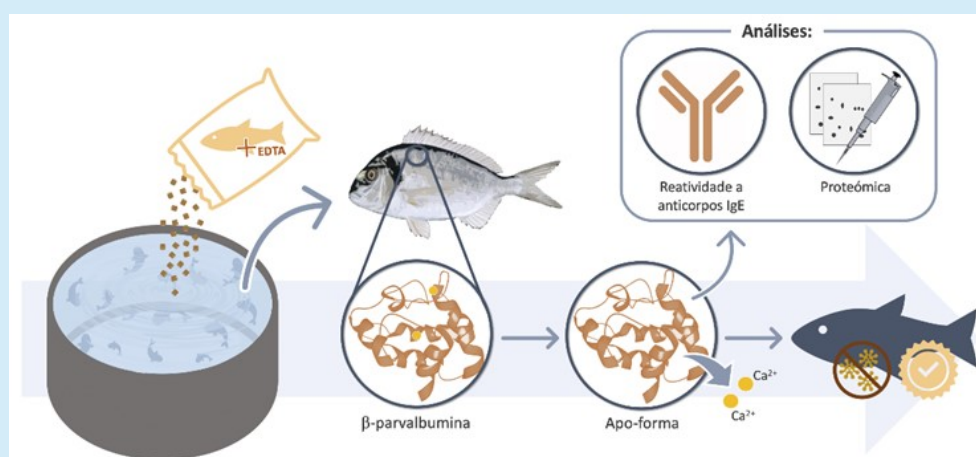 Análises:
EDTA
Reatividade a
anticorpos IgE
Proteómica
Ca²⁺
Ca²⁺
β-parvalbumina
Apo-forma